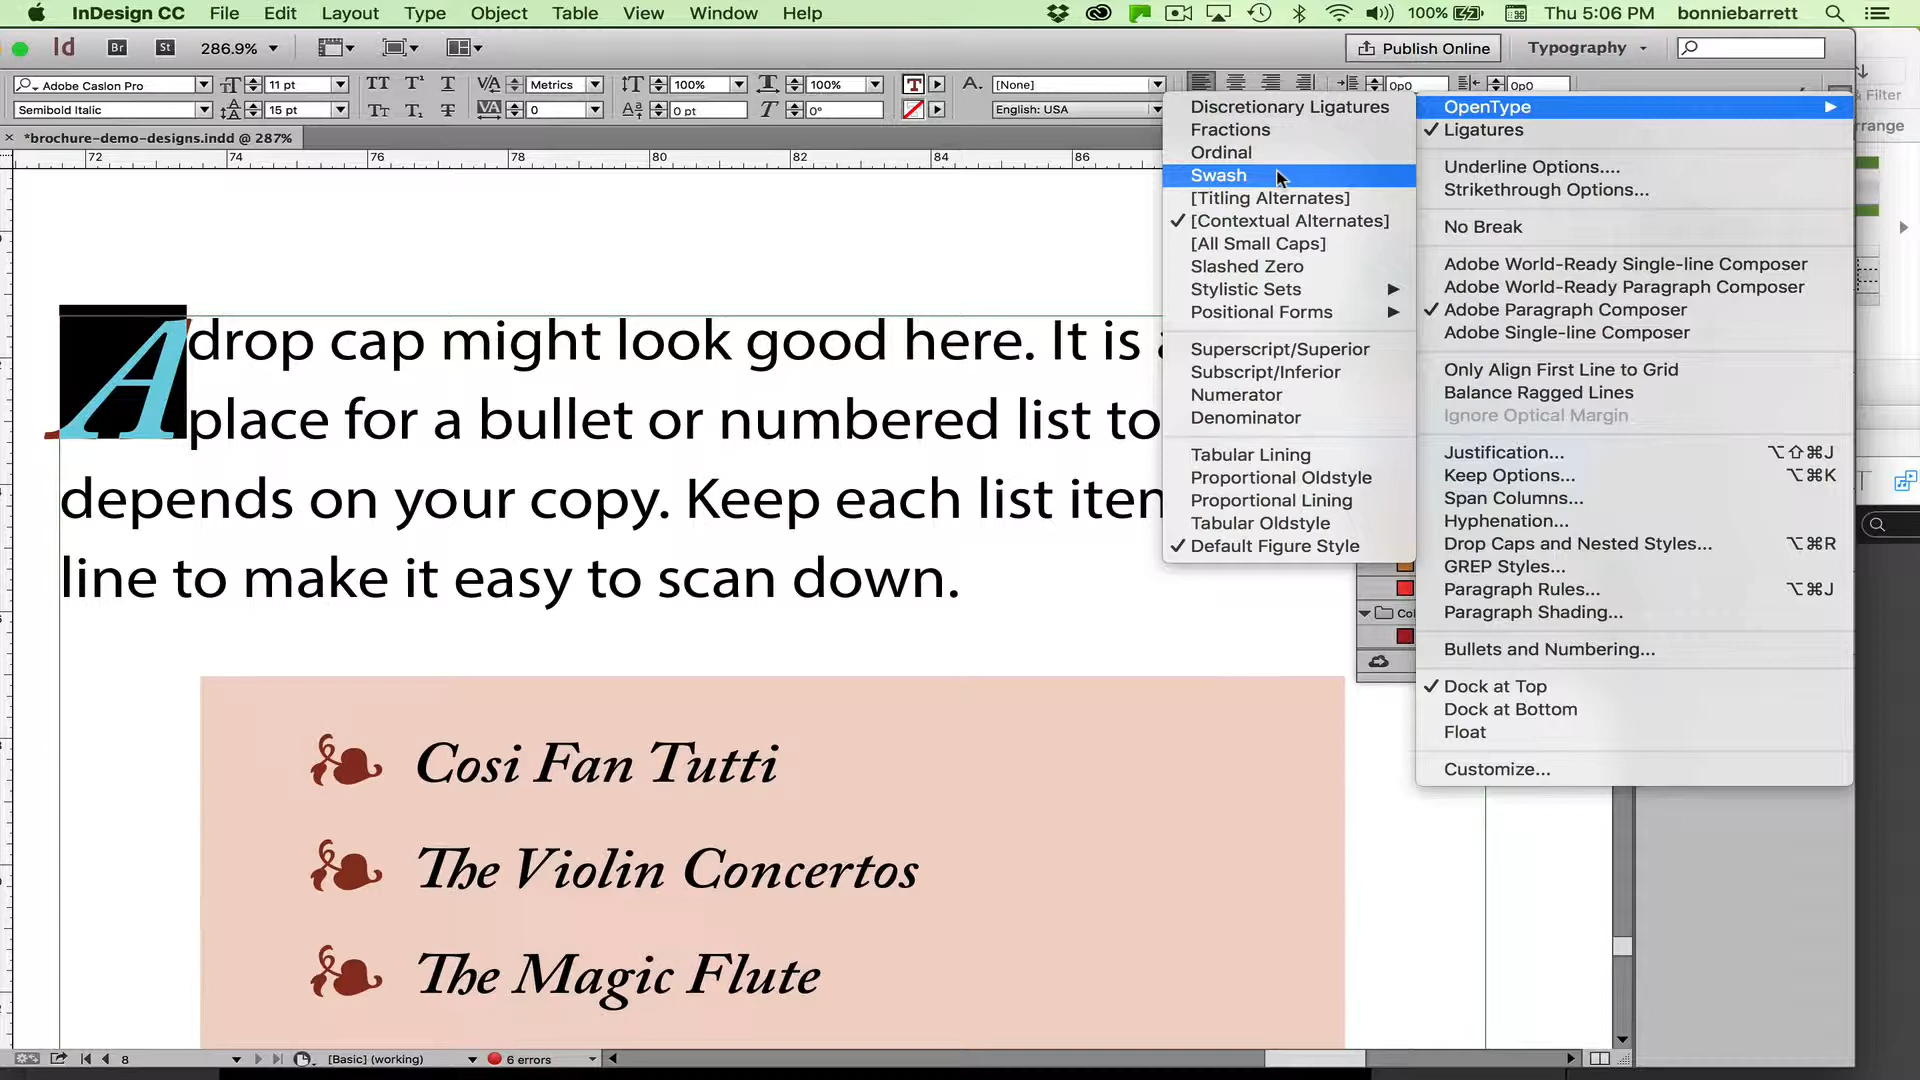 InDesign CC File Edit Layout Type Object Table View Window Help 100% Thu 5:06 PM bonniebarrett
Id Br St 286.9% Publish Online Typography
Adobe Caslon Pro 11 pt TT T¹ T Metrics 100% 100% T A. [None] 0p0 0p0 Filter
Semibold Italic 15 pt Tт T₁ T 0 0 pt T 0° English: USA
*brochure-demo-designs.indd @ 287%
72 74 76 78 80 82 84 86
Discretionary Ligatures
Fractions
Ordinal
Swash
[Titling Alternates]
[Contextual Alternates]
[All Small Caps]
Slashed Zero
Stylistic Sets
Positional Forms
Superscript/Superior
Subscript/Inferior
Numerator
Denominator
Tabular Lining
Proportional Oldstyle
Proportional Lining
Tabular Oldstyle
Default Figure Style
OpenType
Ligatures
Underline Options....
Strikethrough Options...
No Break
Adobe World-Ready Single-line Composer
Adobe World-Ready Paragraph Composer
Adobe Paragraph Composer
Adobe Single-line Composer
Only Align First Line to Grid
Balance Ragged Lines
Ignore Optical Margin
Justification... ⌥⇧⌘J
Keep Options... ⌥⌘K
Span Columns...
Hyphenation...
Drop Caps and Nested Styles... ⌥⌘R
GREP Styles...
Paragraph Rules... ⌥⌘J
Paragraph Shading...
Bullets and Numbering...
Dock at Top
Dock at Bottom
Float
Customize...
A drop cap might look good here. It is
place for a bullet or numbered list to
depends on your copy. Keep each list
line to make it easy to scan down.
Cosi Fan Tutti
The Violin Concertos
The Magic Flute
8 [Basic] (working) 6 errors